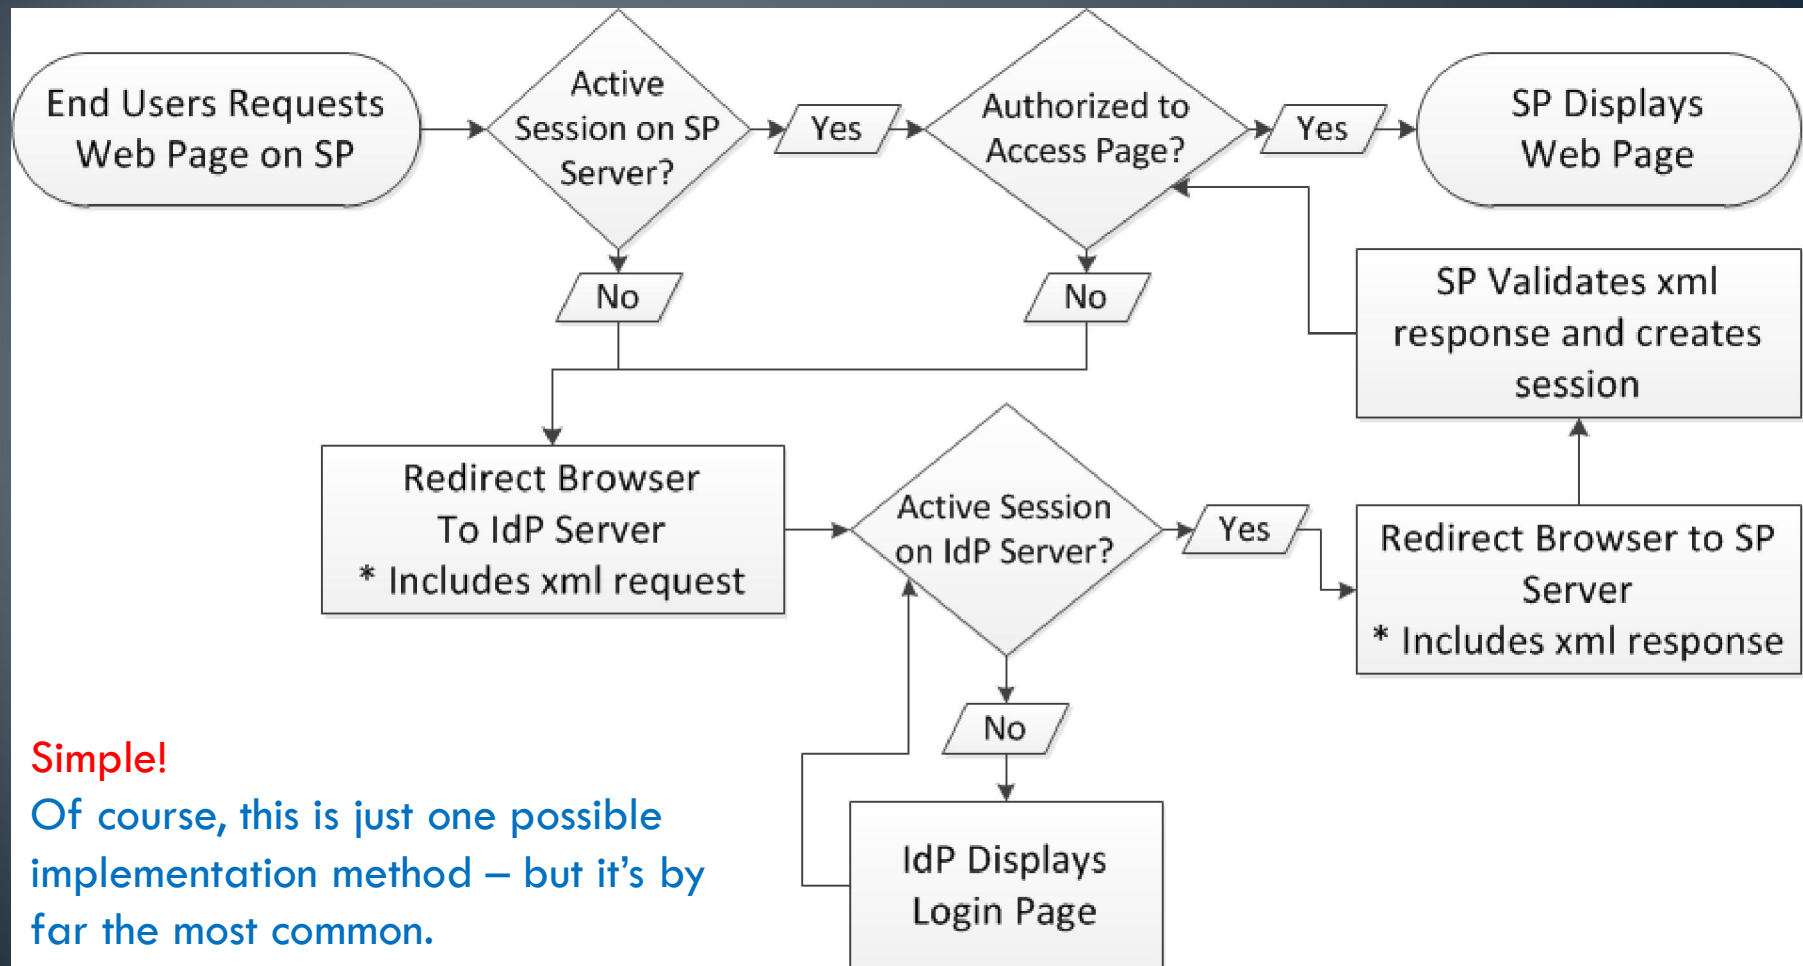 End Users Requests
Web Page on SP
Active
Session on SP
Server?
Yes
Authorized to
Access Page?
Yes
SP Displays
Web Page
No
No
SP Validates xml
response and creates
session
Redirect Browser
To IdP Server
* Includes xml request
Active Session
on IdP Server?
Yes
Redirect Browser to SP
Server
* Includes xml response
No
IdP Displays
Login Page
Simple!
Of course, this is just one possible
implementation method – but it’s by
far the most common.